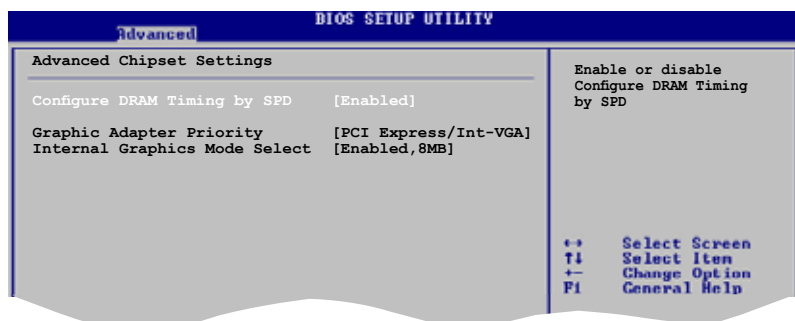 BIOS SETUP UTILITY
Advanced
Advanced Chipset Settings
Configure DRAM Timing by SPD [Enabled]
Graphic Adapter Priority [PCI Express/Int-VGA]
Internal Graphics Mode Select [Enabled,8MB]
Enable or disable
Configure DRAM Timing
by SPD
↔ Select Screen
↑↓ Select Item
+- Change Option
F1 General Help